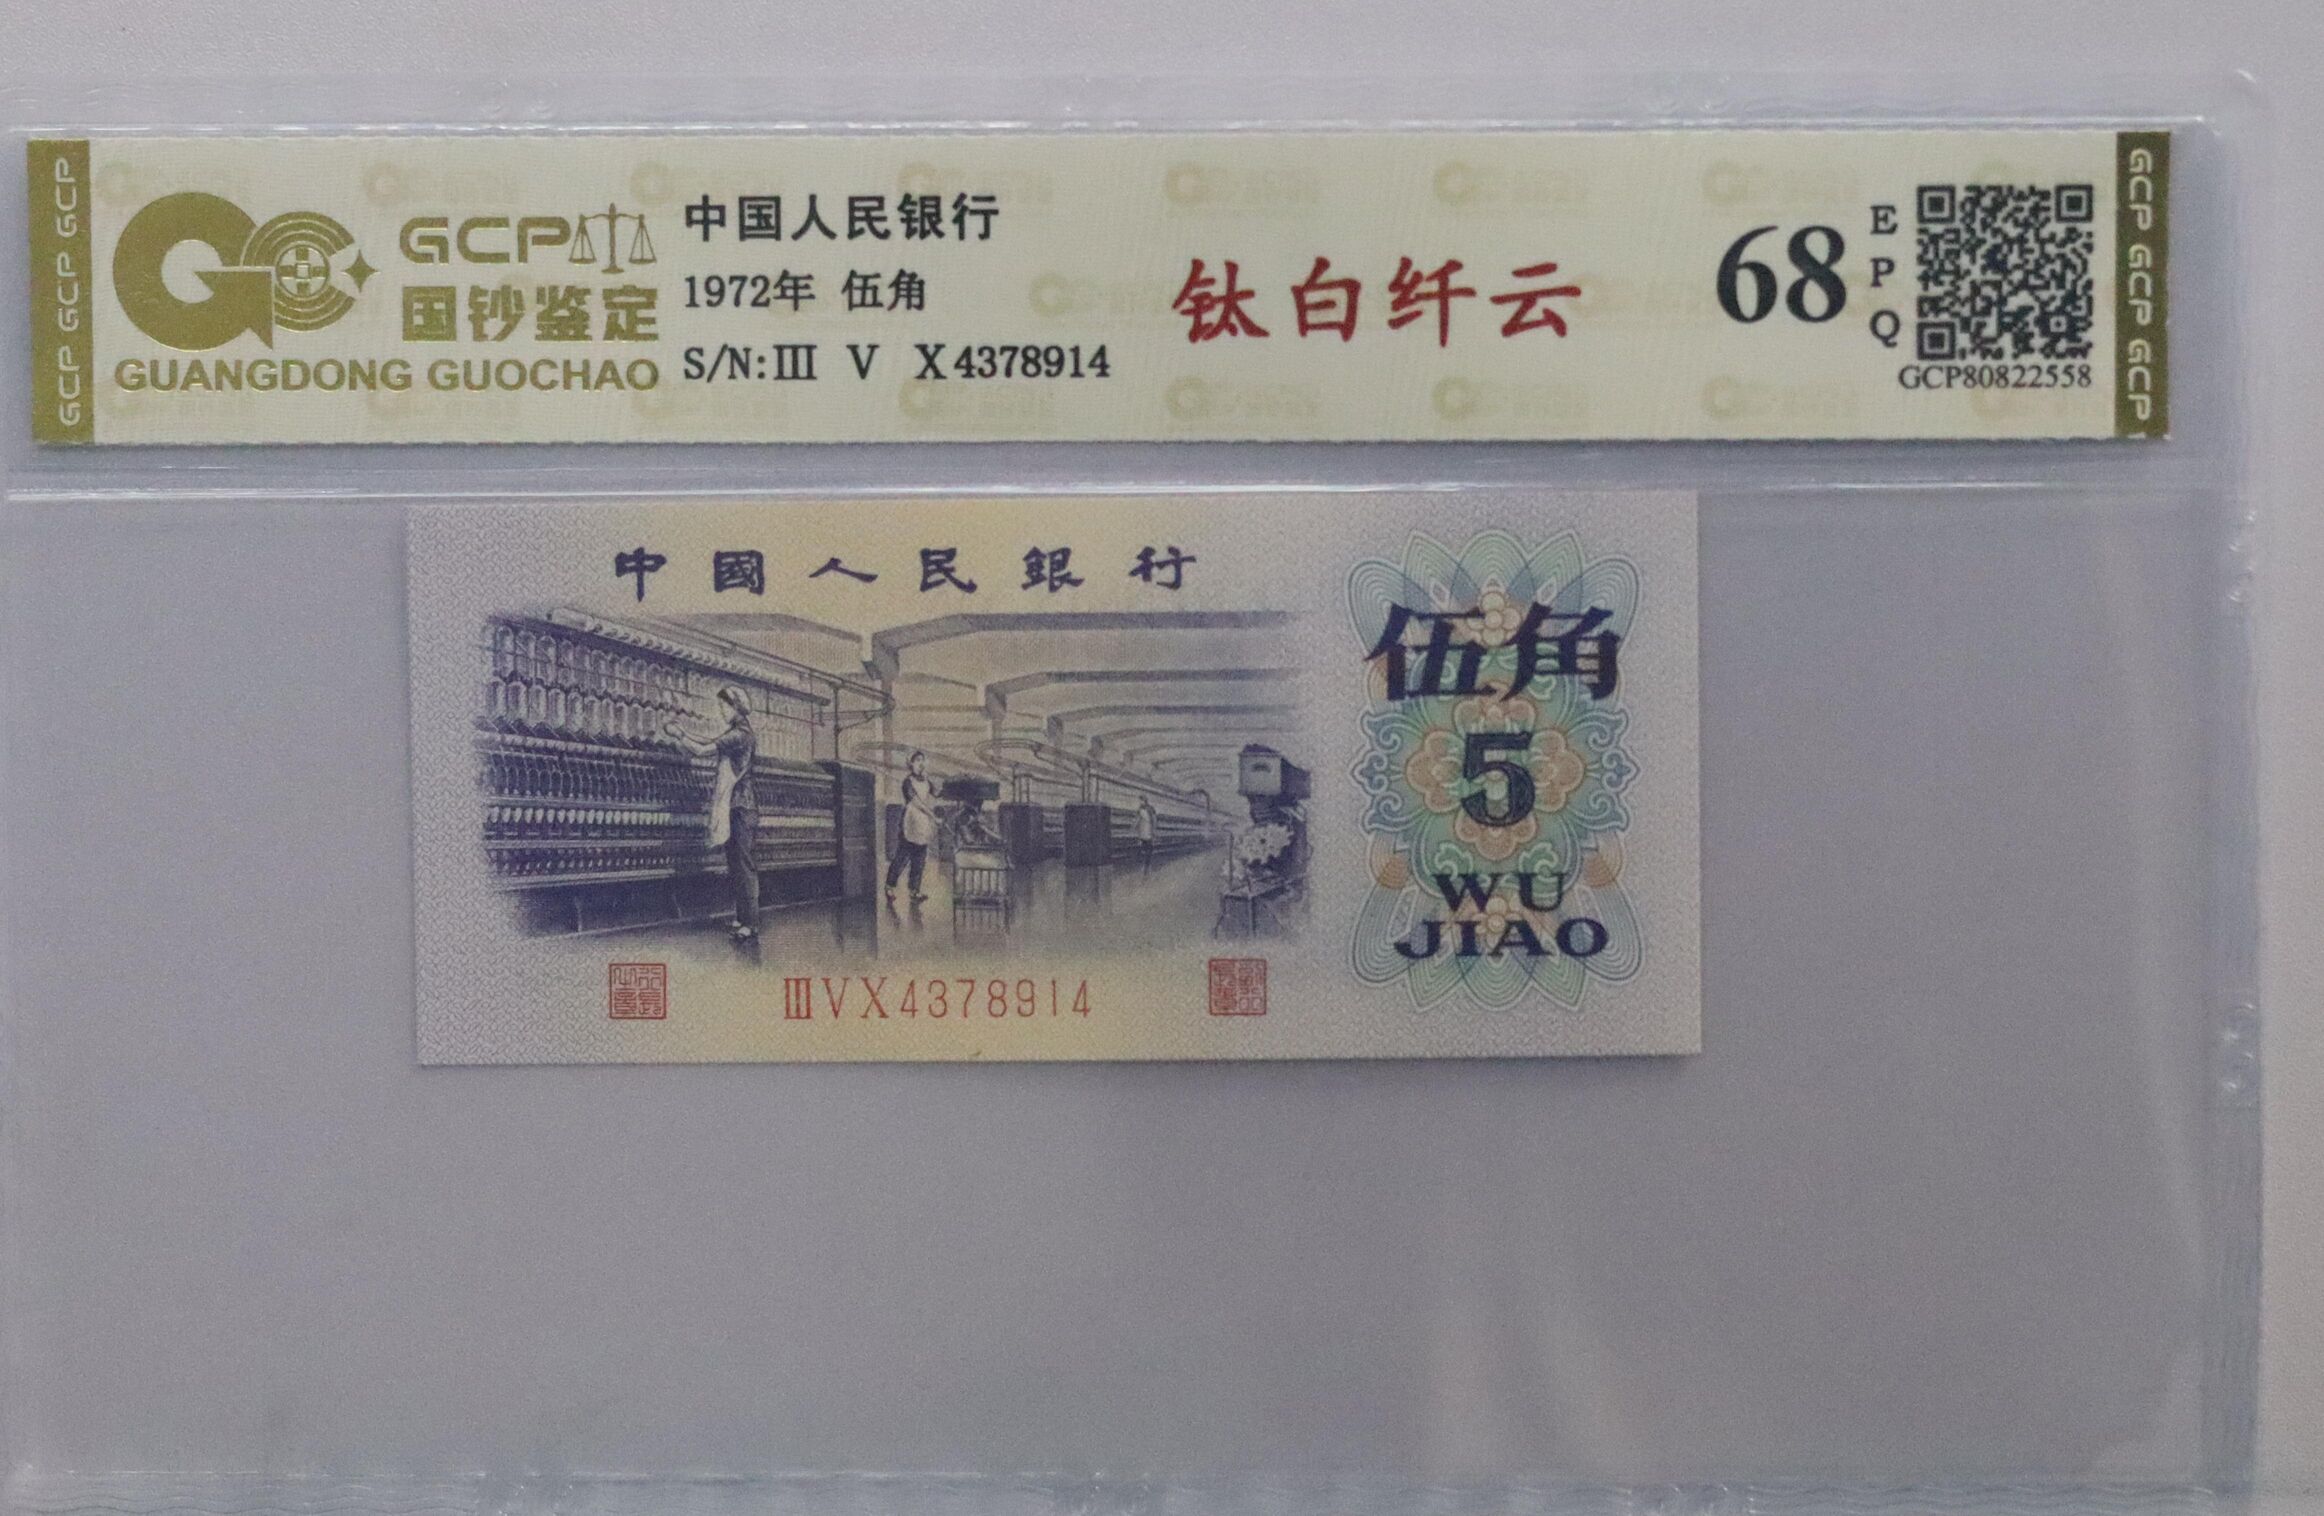 GCP GCP GCP
GCP
国钞鉴定
GUANGDONG GUOCHAO
中国人民银行
1972年 伍角
S/N:Ⅲ V X4378914
钛白纤云
68
EPQ
GCP80822558
GCP GCP GCP
中國人民銀行
伍角
5
WU
JIAO
ⅢVX4378914